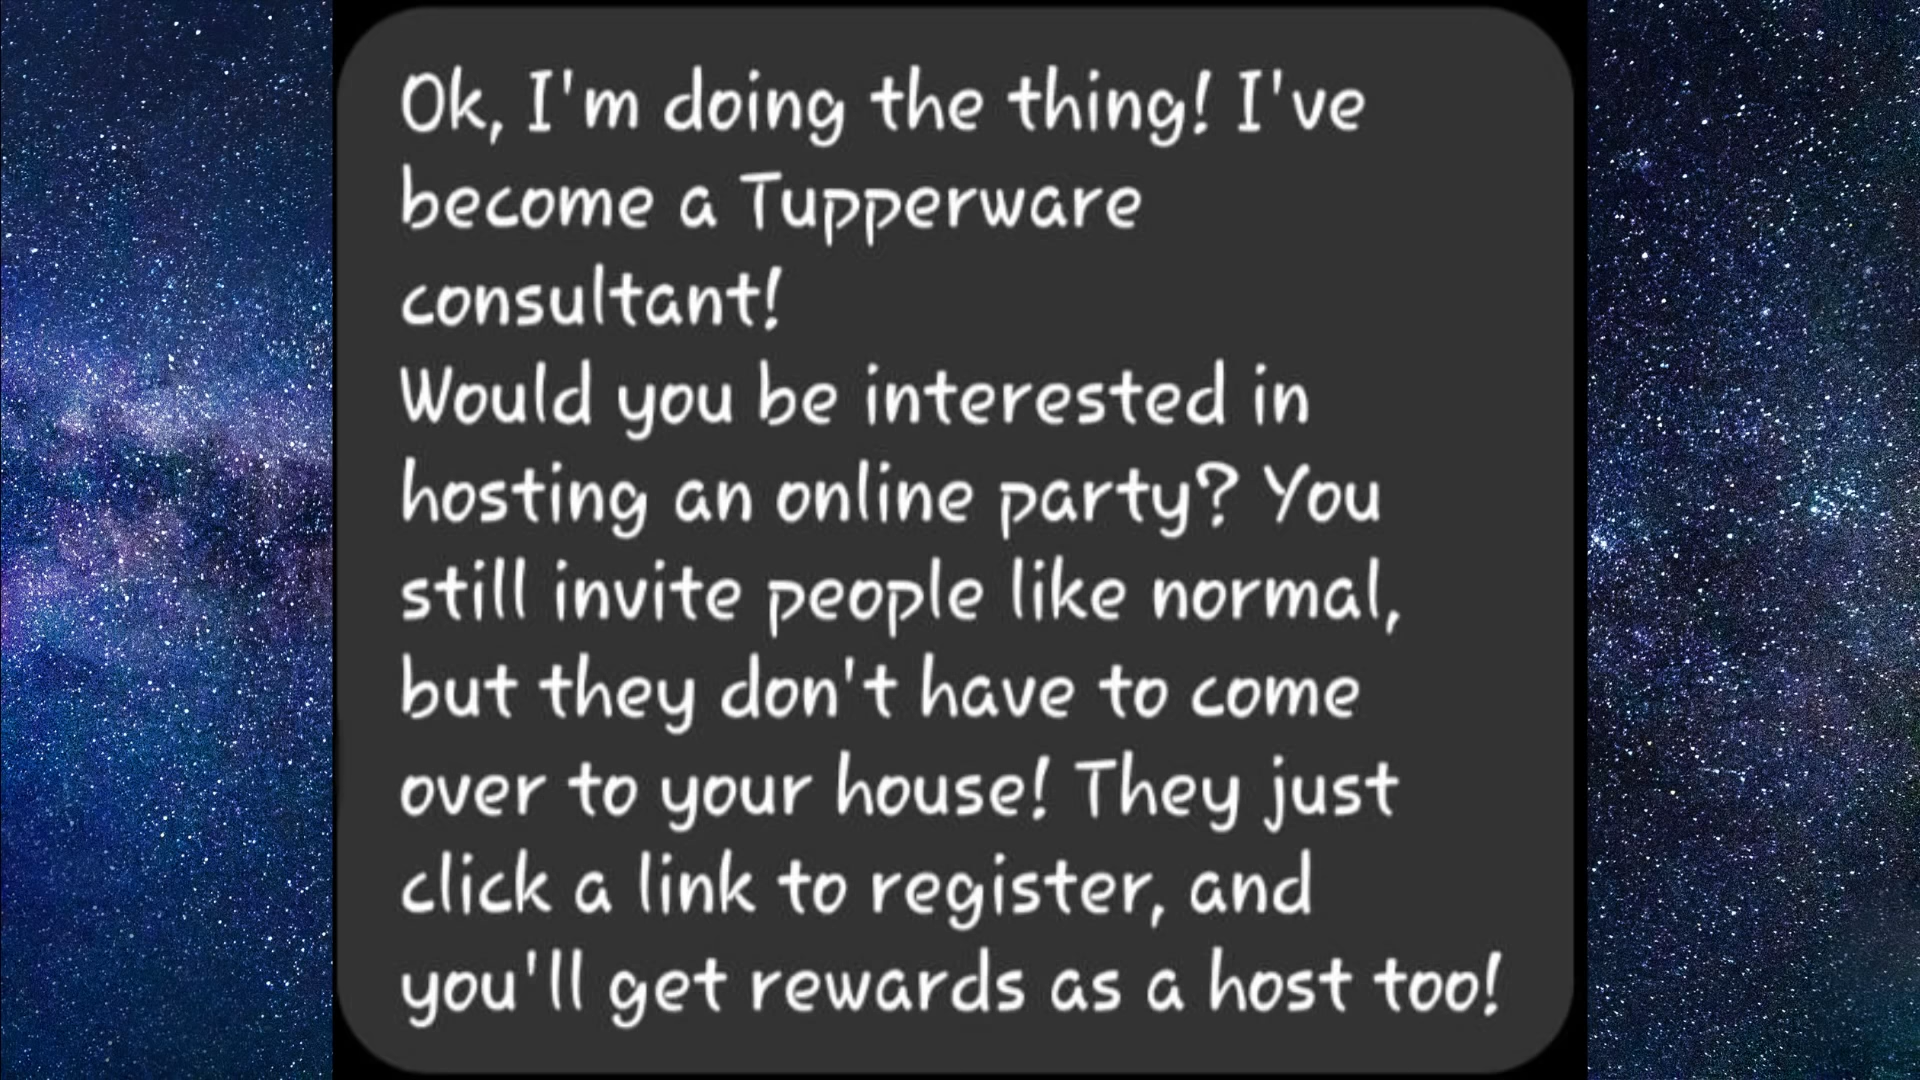 Ok, I'm doing the thing! I've
become a Tupperware
consultant!
Would you be interested in
hosting an online party? You
still invite people like normal,
but they don't have to come
over to your house! They just
click a link to register, and
you'll get rewards as a host too!